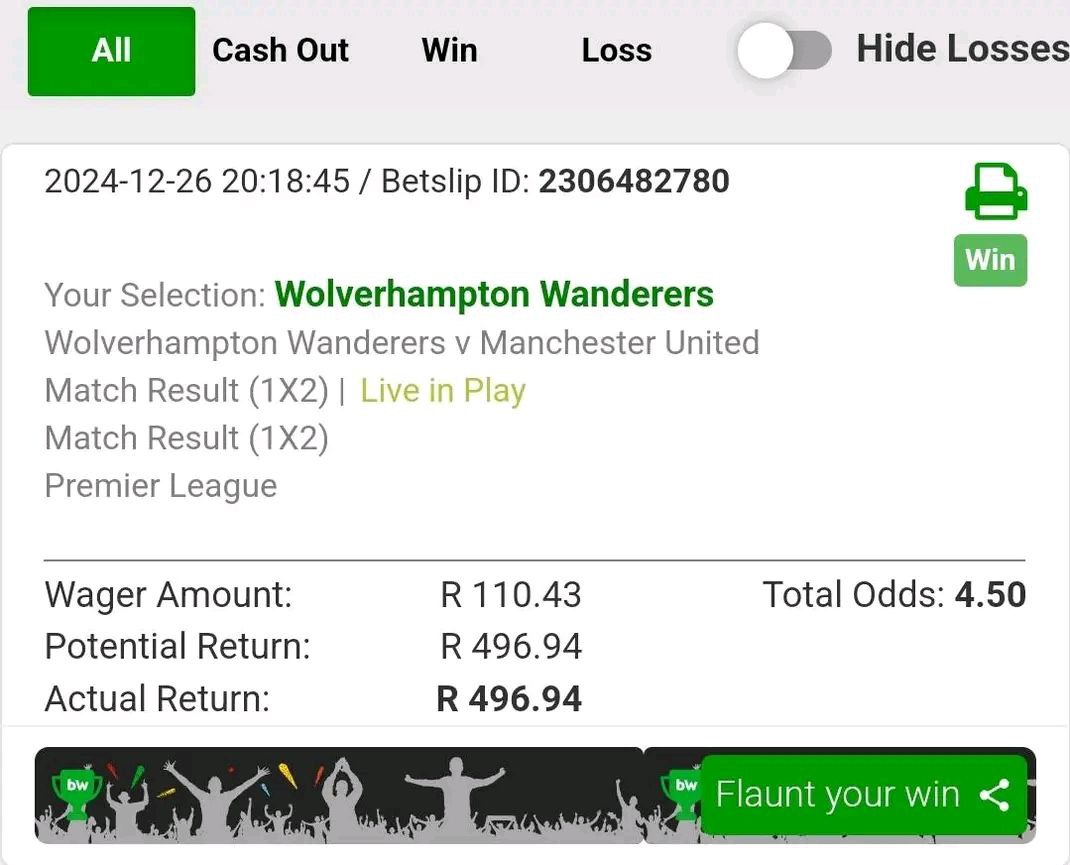 All Cash Out Win Loss Hide Losses
2024-12-26 20:18:45 / Betslip ID: 2306482780
Win
Your Selection: Wolverhampton Wanderers
Wolverhampton Wanderers v Manchester United
Match Result (1X2) | Live in Play
Match Result (1X2)
Premier League
Wager Amount: R 110.43 Total Odds: 4.50
Potential Return: R 496.94
Actual Return: R 496.94
bw bw Flaunt your win